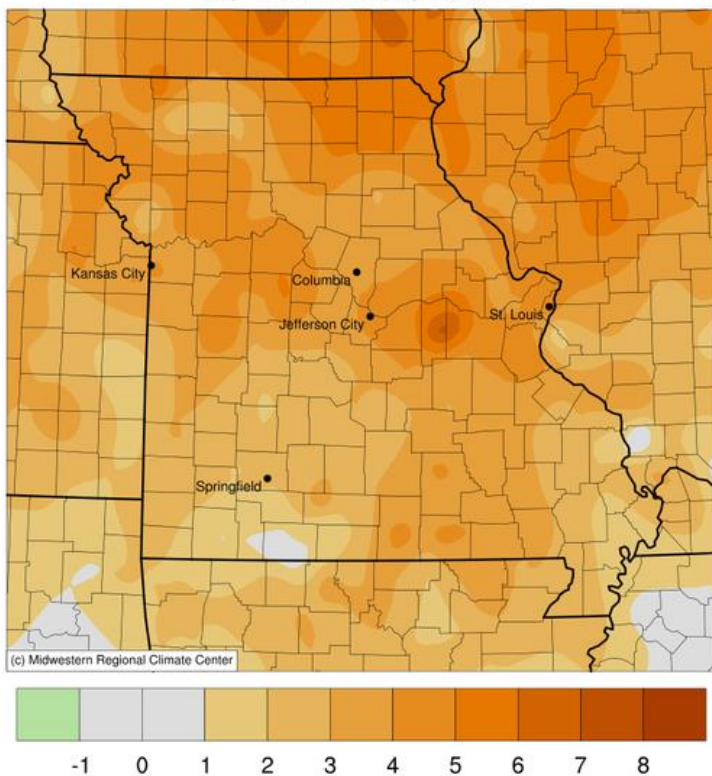 Kansas City
Columbia
Jefferson City
St. Louis
Springfield
(c) Midwestern Regional Climate Center
-1 0 1 2 3 4 5 6 7 8